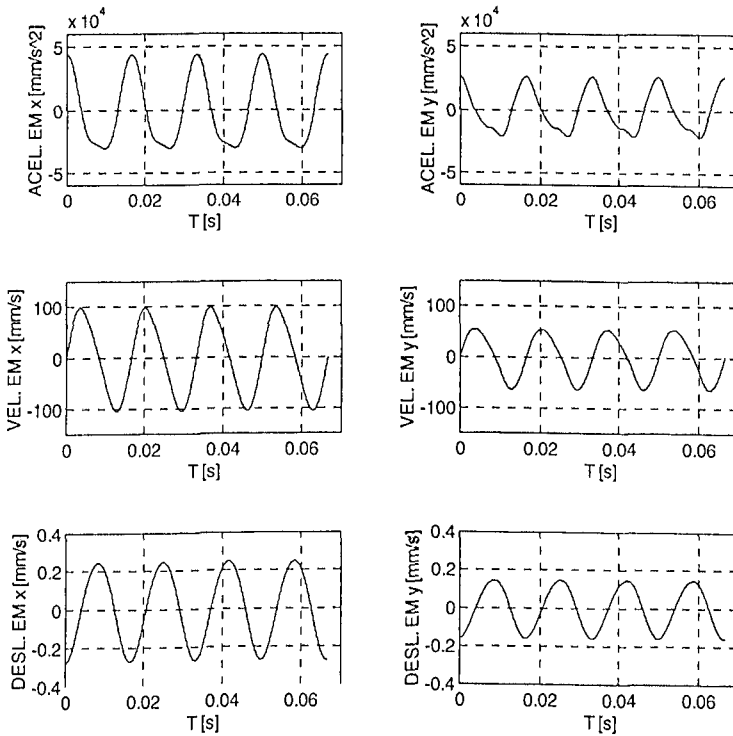 x 10^4
ACEL. EM x [mm/s^2]
5
0
-5
0 0.02 0.04 0.06
T [s]
x 10^4
ACEL. EM y [mm/s^2]
5
0
-5
0 0.02 0.04 0.06
T [s]
VEL. EM x [mm/s]
100
0
-100
0 0.02 0.04 0.06
T [s]
VEL. EM y [mm/s]
100
0
-100
0 0.02 0.04 0.06
T [s]
DESL. EM x [mm/s]
0.4
0.2
0
-0.2
-0.4
0 0.02 0.04 0.06
T [s]
DESL. EM y [mm/s]
0.4
0.2
0
-0.2
-0.4
0 0.02 0.04 0.06
T [s]